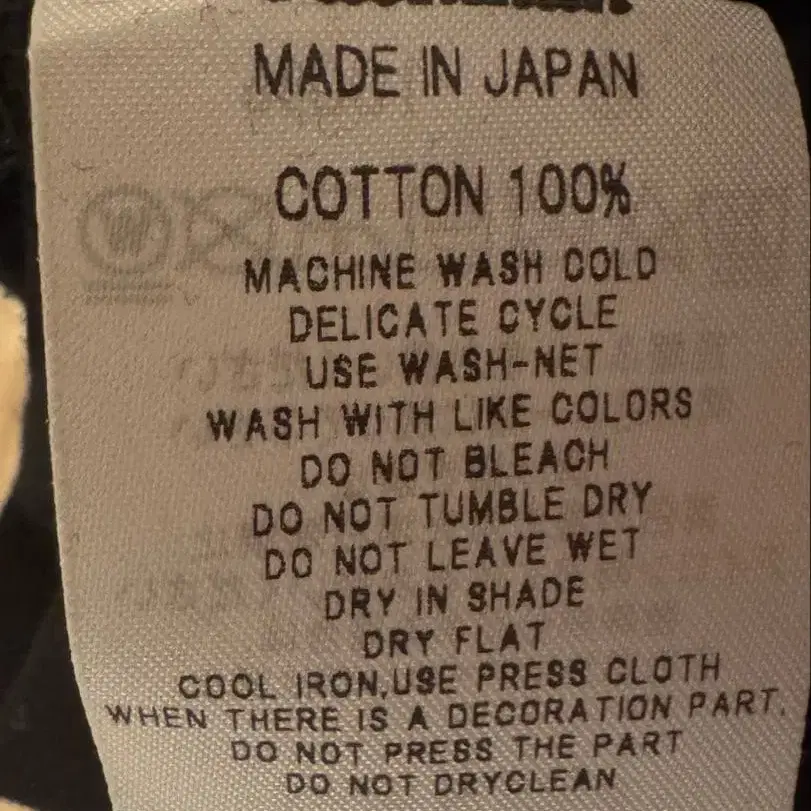 MADE IN JAPAN
COTTON 100%
MACHINE WASH COLD
DELICATE CYCLE
USE WASH-NET
WASH WITH LIKE COLORS
DO NOT BLEACH
DO NOT TUMBLE DRY
DO NOT LEAVE WET
DRY IN SHADE
DRY FLAT
COOL IRON,USE PRESS CLOTH
WHEN THERE IS A DECORATION PART,
DO NOT PRESS THE PART
DO NOT DRYCLEAN